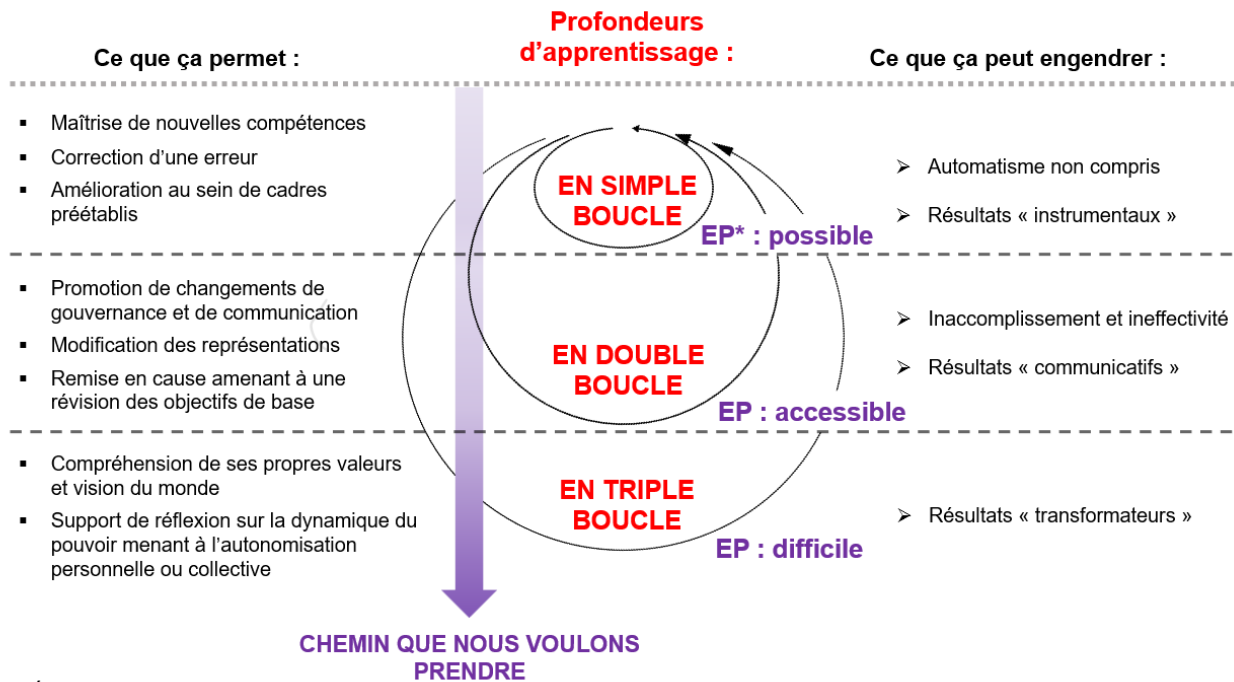 Profondeurs
d’apprentissage :
Ce que ça permet :
Ce que ça peut engendrer :
▪ Maîtrise de nouvelles compétences
▪ Correction d’une erreur
▪ Amélioration au sein de cadres
préétablis
EN SIMPLE
BOUCLE
EP* : possible
➢ Automatisme non compris
➢ Résultats « instrumentaux »
▪ Promotion de changements de
gouvernance et de communication
▪ Modification des représentations
▪ Remise en cause amenant à une
révision des objectifs de base
EN DOUBLE
BOUCLE
EP : accessible
➢ Inaccomplissement et ineffectivité
➢ Résultats « communicatifs »
▪ Compréhension de ses propres valeurs
et vision du monde
▪ Support de réflexion sur la dynamique du
pouvoir menant à l’autonomisation
personnelle ou collective
EN TRIPLE
BOUCLE
EP : difficile
➢ Résultats « transformateurs »
CHEMIN QUE NOUS VOULONS
PRENDRE